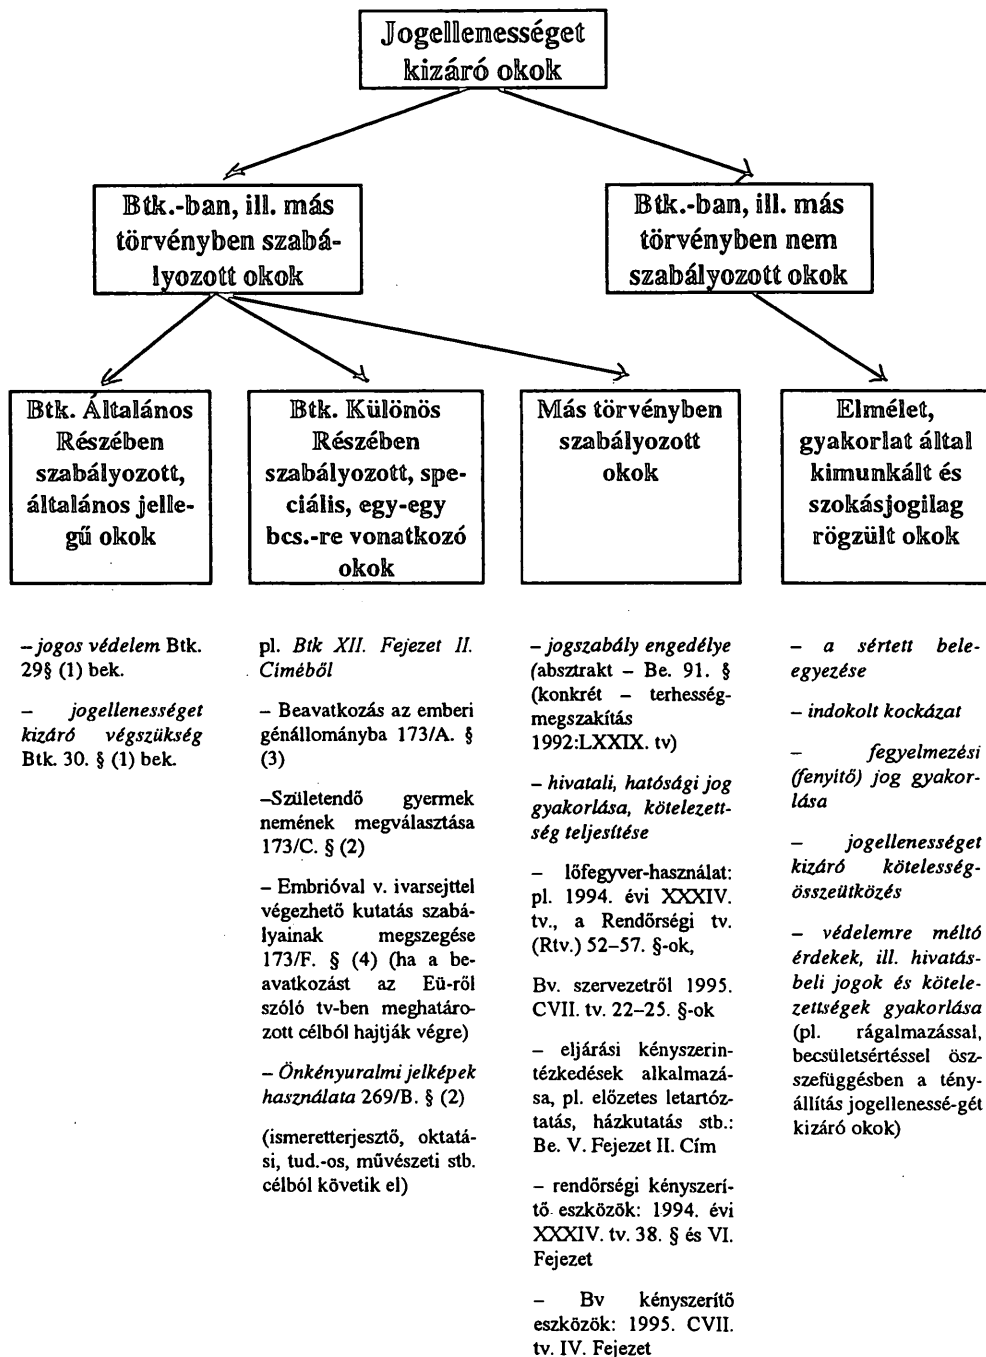 Jogellenességet
kizáró okok
Btk.-ban, ill. más
törvényben szabá-
lyozott okok
Btk.-ban, ill. más
törvényben nem
szabályozott okok
Btk. Általános
Részében
szabályozott,
általános jelle-
gű okok
Btk. Különös
Részében
szabályozott, spe-
ciális, egy-egy
bcs.-re vonatkozó
okok
Más törvényben
szabályozott
okok
Elmélet,
gyakorlat által
kimunkált és
szokásjogilag
rögzült okok
– jogos védelem Btk.
29§ (1) bek.
– jogellenességet
kizáró végszükség
Btk. 30. § (1) bek.
pl. Btk XII. Fejezet II.
Címéből
– Beavatkozás az emberi
génállományba 173/A. §
(3)
–Születendő gyermek
nemének megválasztása
173/C. § (2)
– Embrióval v. ivarsejttel
végezhető kutatás szabá-
lyainak megszegése
173/F. § (4) (ha a be-
avatkozást az Eü-ről
szóló tv-ben meghatáro-
zott célból hajtják végre)
– Önkényuralmi jelképek
használata 269/B. § (2)
(ismeretterjesztő, oktatá-
si, tud.-os, művészeti stb.
célból követik el)
– jogszabály engedélye
(absztrakt – Be. 91. §
(konkrét – terhesség-
megszakítás
1992:LXXIX. tv)
– hivatali, hatósági jog
gyakorlása, kötelezett-
ség teljesítése
– lőfegyver-használat:
pl. 1994. évi XXXIV.
tv., a Rendőrségi tv.
(Rtv.) 52–57. §-ok,
Bv. szervezetről 1995.
CVII. tv. 22–25. §-ok
– eljárási kényszerin-
tézkedések alkalmazá-
sa, pl. előzetes letartóz-
tatás, házkutatás stb.:
Be. V. Fejezet II. Cím
– rendőrségi kényszerí-
tő eszközök: 1994. évi
XXXIV. tv. 38. § és VI.
Fejezet
– Bv kényszerítő
eszközök: 1995. CVII.
tv. IV. Fejezet
– a sértett bele-
egyezése
– indokolt kockázat
– fegyelmezési
(fenyítő) jog gyakor-
lása
– jogellenességet
kizáró kötelesség-
összeütközés
– védelemre méltó
érdekek, ill. hivatás-
beli jogok és kötele-
zettségek gyakorlása
(pl. rágalmazással,
becsületsértéssel ösz-
szefüggésben a tény-
állítás jogellenessé-gét
kizáró okok)